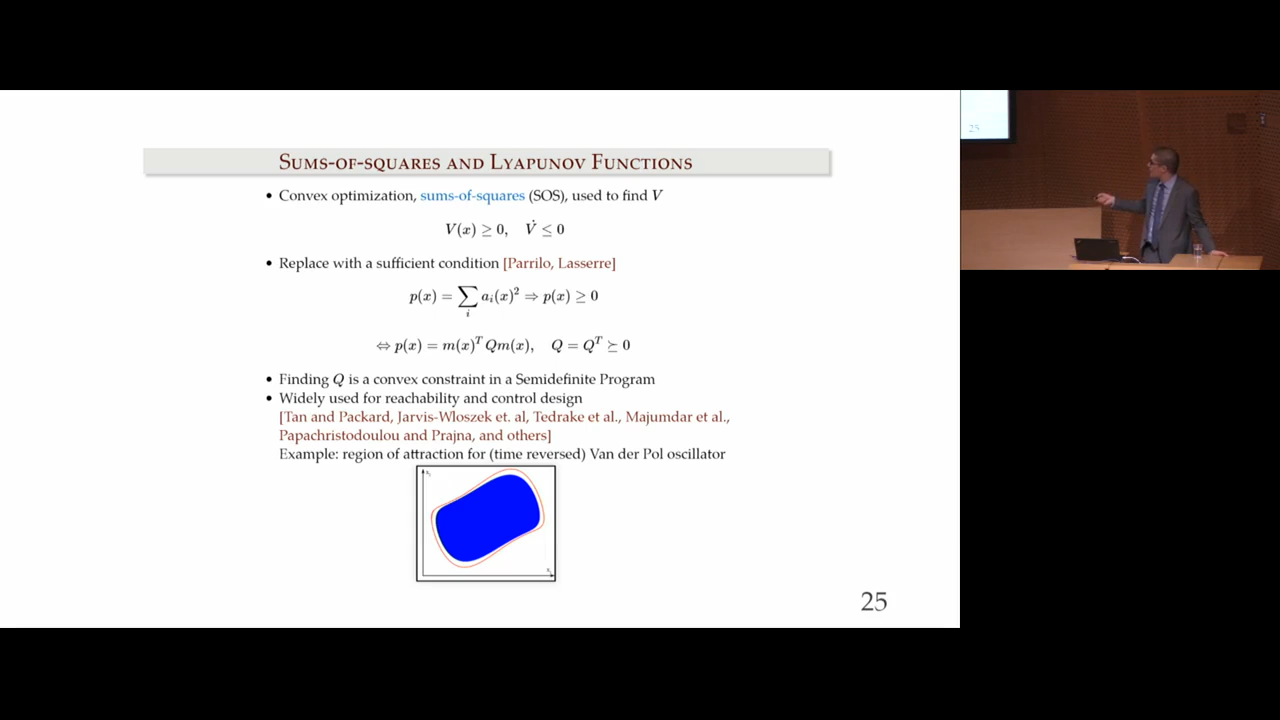 SUMS-OF-SQUARES AND LYAPUNOV FUNCTIONS
• Convex optimization, sums-of-squares (SOS), used to find V
V(x) ≥ 0, V̇ ≤ 0
• Replace with a sufficient condition [Parrilo, Lasserre]
p(x) = ∑ᵢ aᵢ(x)² ⇒ p(x) ≥ 0
⇔ p(x) = m(x)ᵀQm(x), Q = Qᵀ ⪰ 0
• Finding Q is a convex constraint in a Semidefinite Program
• Widely used for reachability and control design
[Tan and Packard, Jarvis-Wloszek et. al, Tedrake et al., Majumdar et al.,
Papachristodoulou and Prajna, and others]
Example: region of attraction for (time reversed) Van der Pol oscillator
25
25